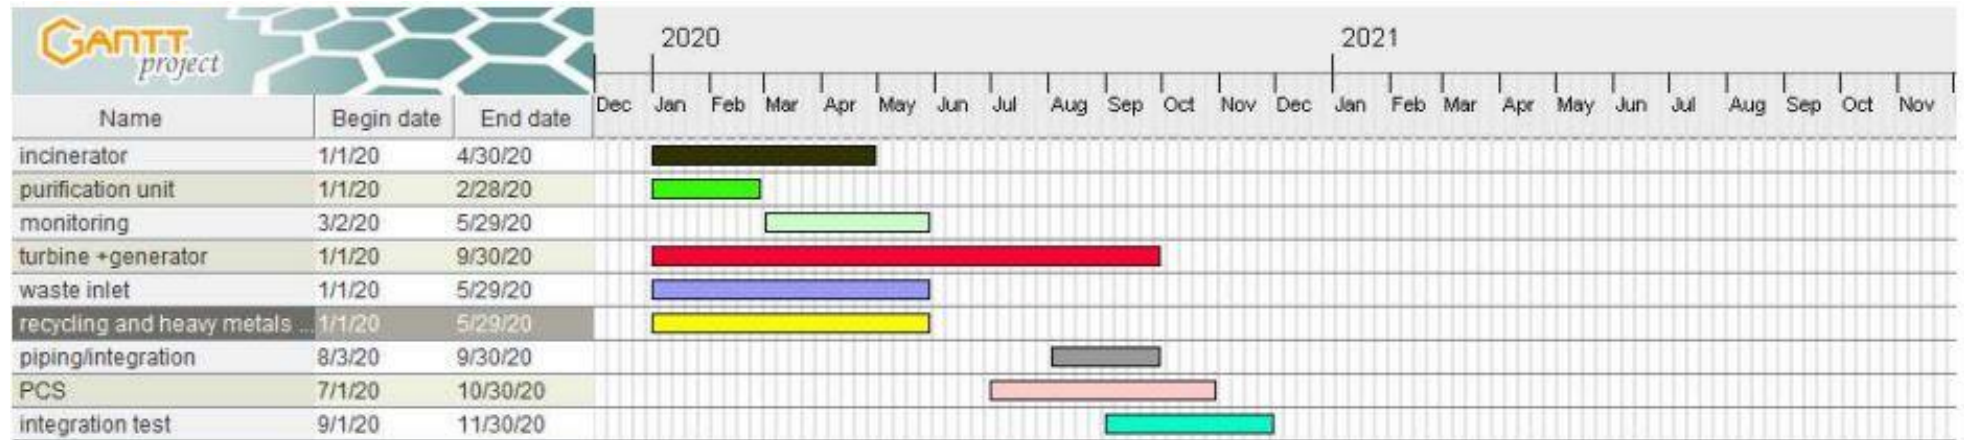 GANTT
project
2020 2021
Dec Jan Feb Mar Apr May Jun Jul Aug Sep Oct Nov Dec Jan Feb Mar Apr May Jun Jul Aug Sep Oct Nov
Name Begin date End date
incinerator 1/1/20 4/30/20
purification unit 1/1/20 2/28/20
monitoring 3/2/20 5/29/20
turbine +generator 1/1/20 9/30/20
waste inlet 1/1/20 5/29/20
recycling and heavy metals ... 1/1/20 5/29/20
piping/integration 8/3/20 9/30/20
PCS 7/1/20 10/30/20
integration test 9/1/20 11/30/20